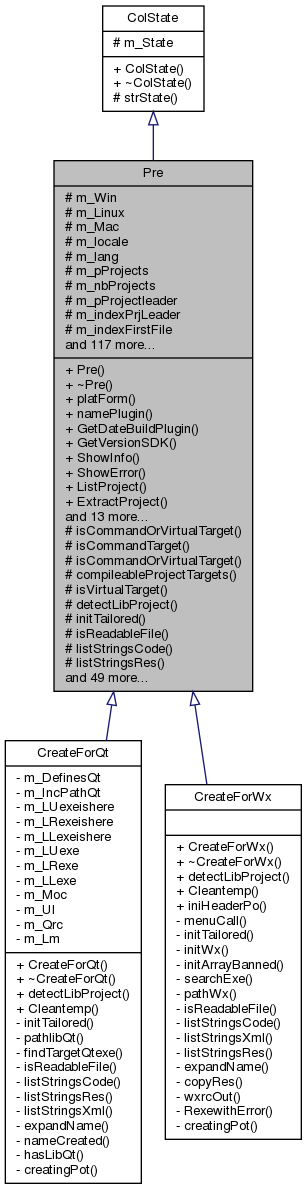 ColState
# m_State
+ ColState()
+ ~ColState()
# strState()
Pre
# m_Win
# m_Linux
# m_Mac
# m_locale
# m_lang
# m_pProjects
# m_nbProjects
# m_pProjectleader
# m_indexPrjLeader
# m_indexFirstFile
and 117 more...
+ Pre()
+ ~Pre()
+ platForm()
+ namePlugin()
+ GetDateBuildPlugin()
+ GetVersionSDK()
+ ShowInfo()
+ ShowError()
+ ListProject()
+ ExtractProject()
and 13 more...
# isCommandOrVirtualTarget()
# isCommandTarget()
# isCommandOrVirtualTarget()
# compileableProjectTargets()
# isVirtualTarget()
# detectLibProject()
# initTailored()
# isReadableFile()
# listStringsCode()
# listStringsRes()
and 49 more...
CreateForQt
- m_DefinesQt
- m_IncPathQt
- m_LUexeishere
- m_LRexeishere
- m_LLexeishere
- m_LUexe
- m_LRexe
- m_LLexe
- m_Moc
- m_UI
- m_Qrc
- m_Lm
+ CreateForQt()
+ ~CreateForQt()
+ detectLibProject()
+ Cleantemp()
- initTailored()
- pathlibQt()
- findTargetQtexe()
- isReadableFile()
- listStringsCode()
- listStringsRes()
- listStringsXml()
- expandName()
- nameCreated()
- hasLibQt()
- creatingPot()
CreateForWx
+ CreateForWx()
+ ~CreateForWx()
+ detectLibProject()
+ Cleantemp()
+ iniHeaderPo()
- menuCall()
- initTailored()
- initWx()
- initArrayBanned()
- searchExe()
- pathWx()
- isReadableFile()
- listStringsCode()
- listStringsXml()
- listStringsRes()
- expandName()
- copyRes()
- wxrcOut()
- RexewithError()
- creatingPot()